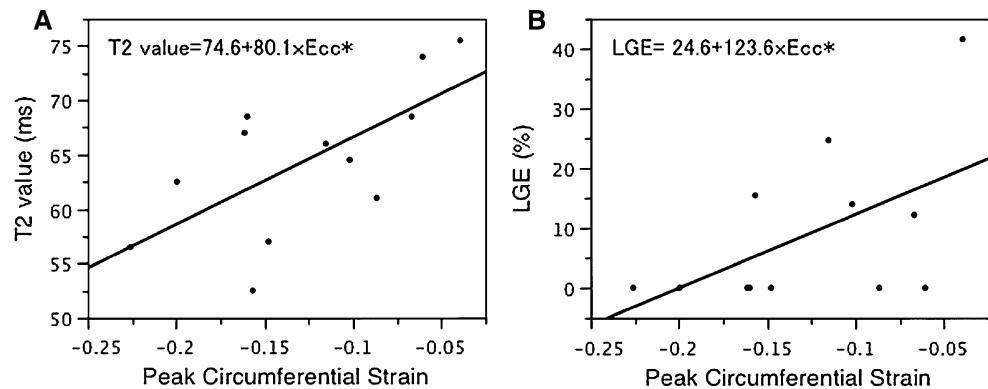 A
T2 value=74.6+80.1×Ecc*
T2 value (ms)
75
70
65
60
55
50
-0.25 -0.2 -0.15 -0.1 -0.05
Peak Circumferential Strain
B
LGE= 24.6+123.6×Ecc*
LGE (%)
40
30
20
10
0
-0.25 -0.2 -0.15 -0.1 -0.05
Peak Circumferential Strain